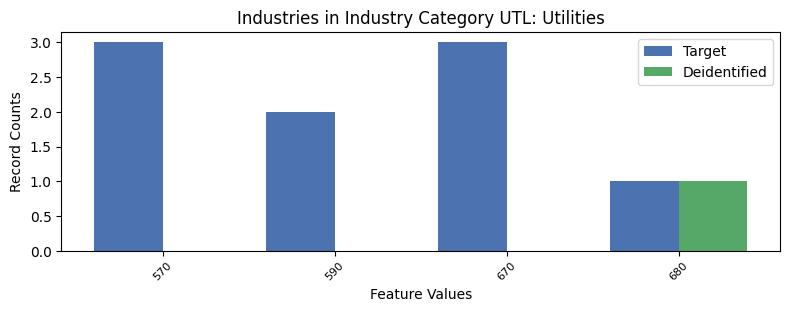 Industries in Industry Category UTL: Utilities
Record Counts
3.0
2.5
2.0
1.5
1.0
0.5
0.0
Target
Deidentified
570
590
670
680
Feature Values